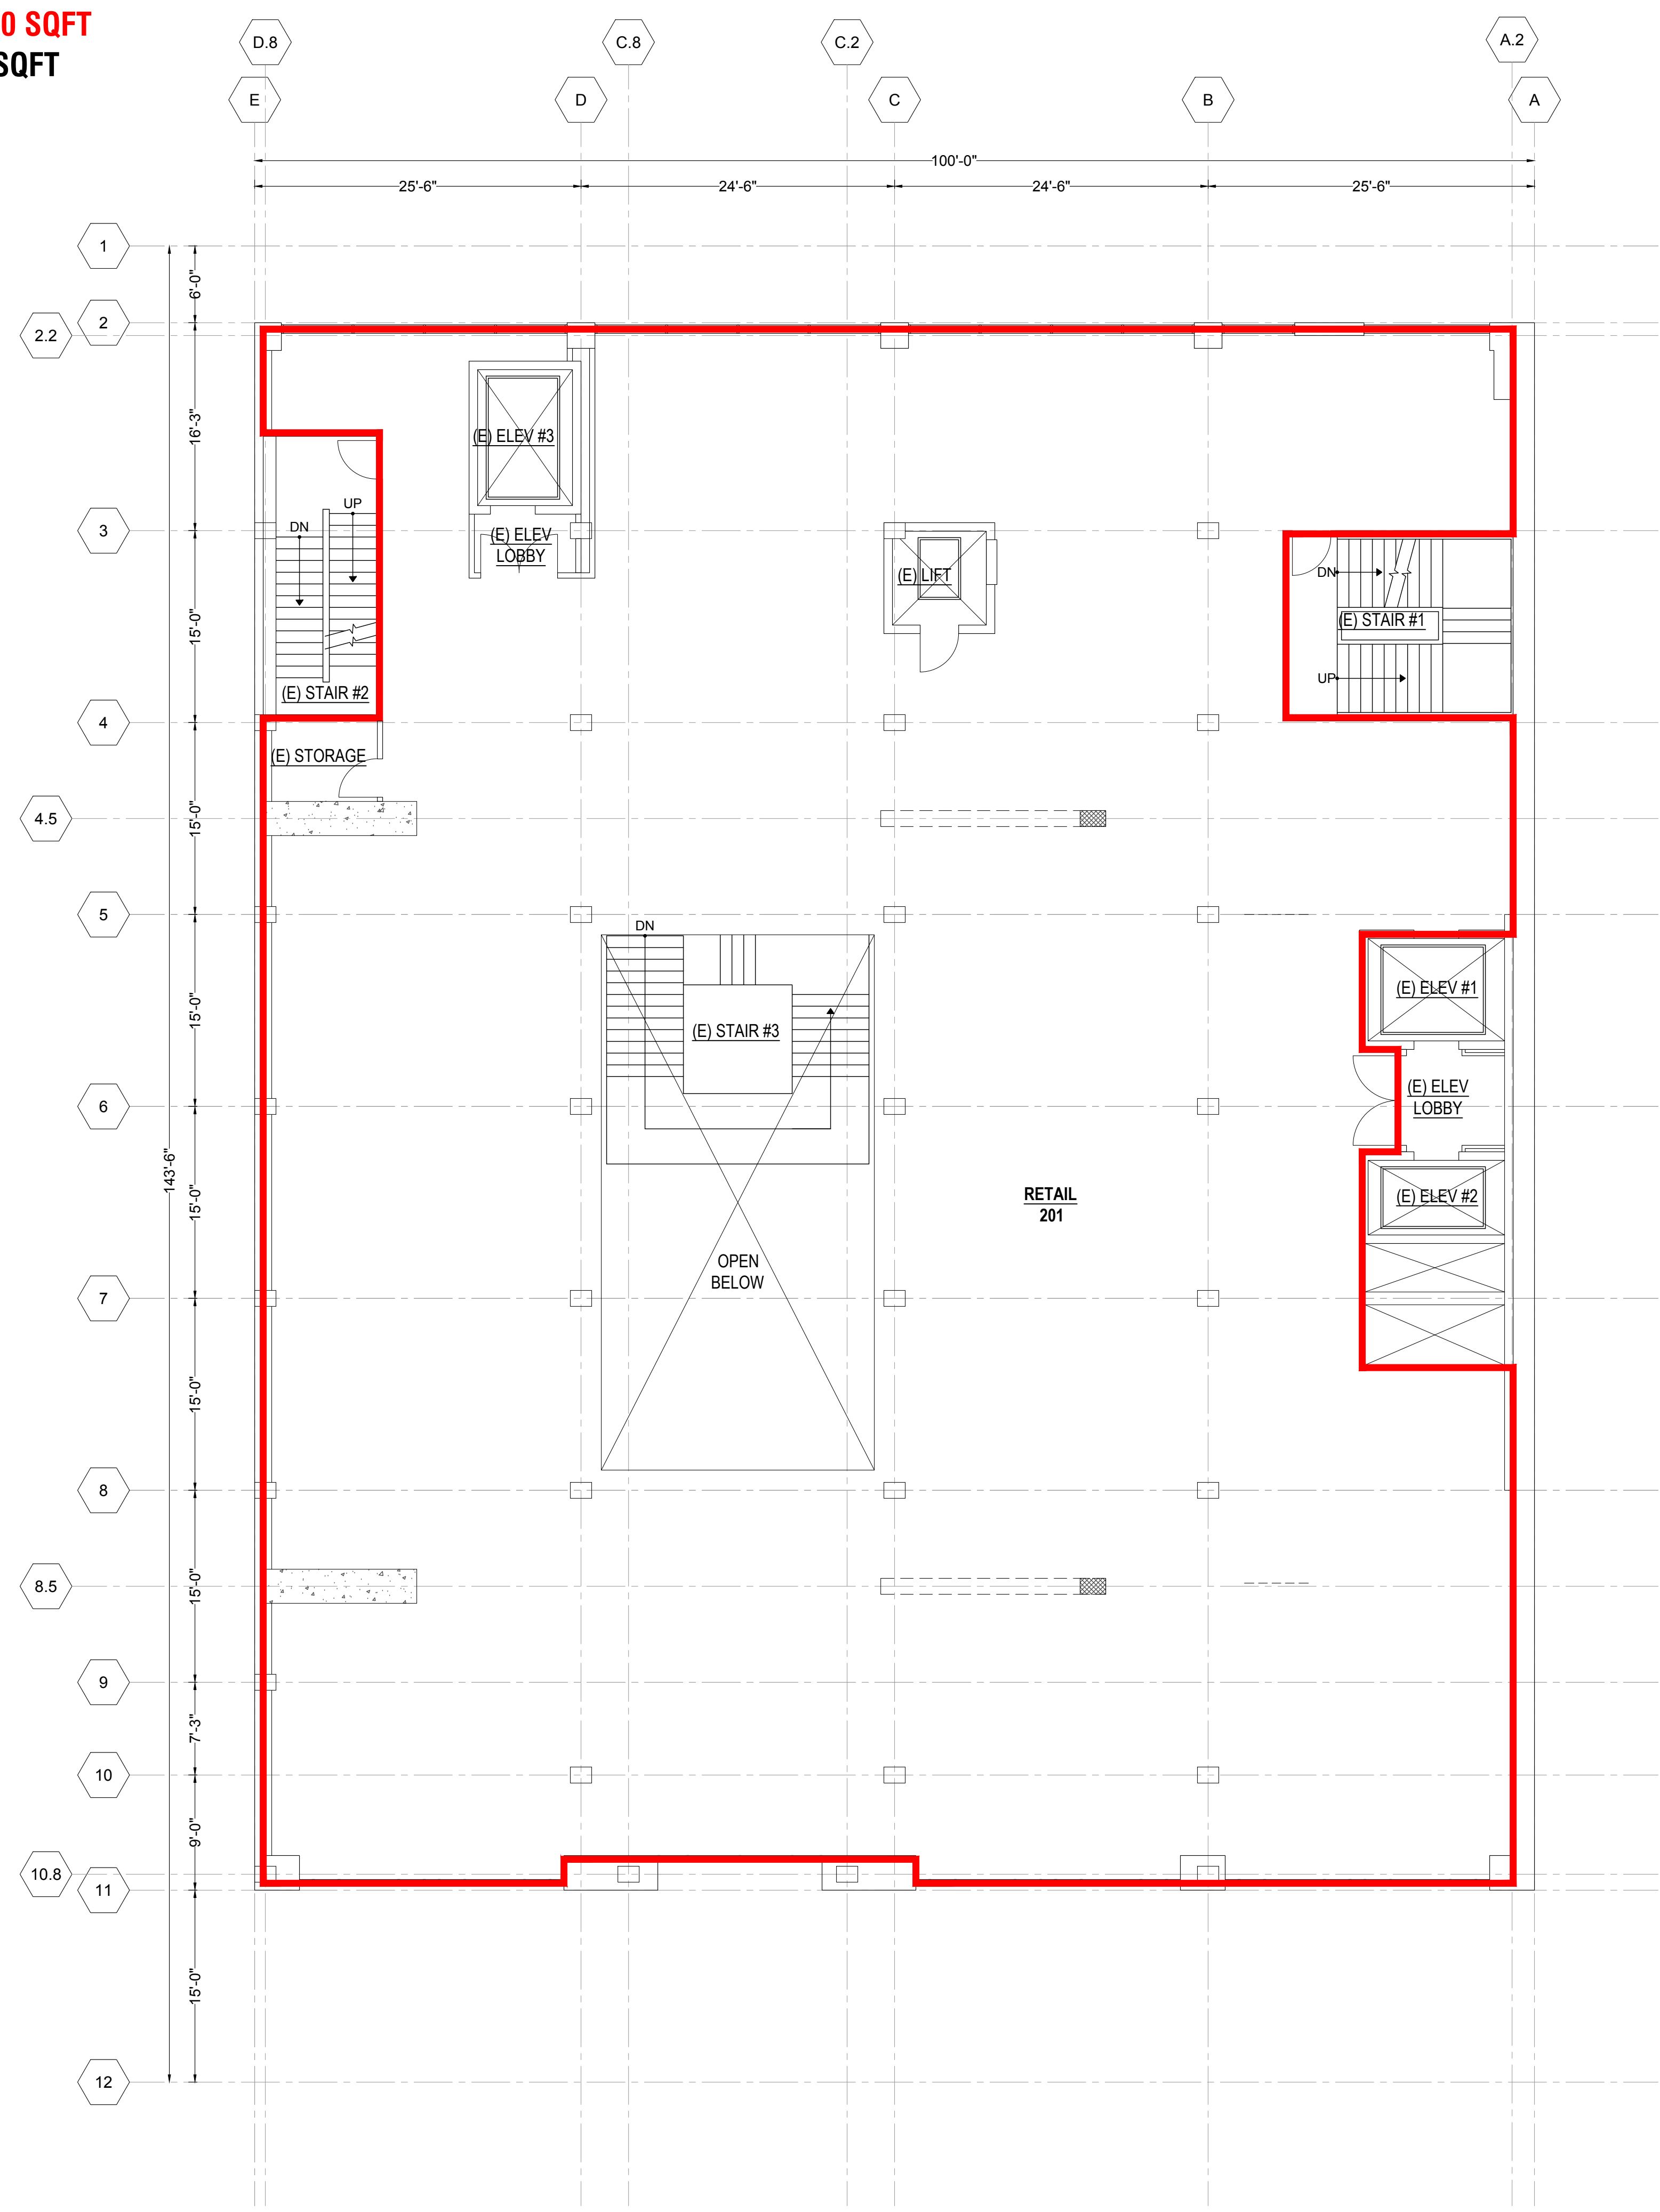 0 SQFT
SQFT
D.8
C.8
C.2
A.2
E
D
C
B
A
100'-0"
25'-6"
24'-6"
24'-6"
25'-6"
1
6'-0"
2
2.2
16'-3"
(E) ELEV #3
UP
DN
3
(E) ELEV
LOBBY
(E) LIFT
DN
(E) STAIR #1
15'-0"
UP
(E) STAIR #2
4
(E) STORAGE
4.5
15'-0"
5
DN
(E) ELEV #1
15'-0"
(E) STAIR #3
(E) ELEV
LOBBY
6
143'-6"
RETAIL
201
(E) ELEV #2
15'-0"
OPEN
BELOW
7
15'-0"
8
8.5
15'-0"
9
7'-3"
10
9'-0"
10.8
11
15'-0"
12